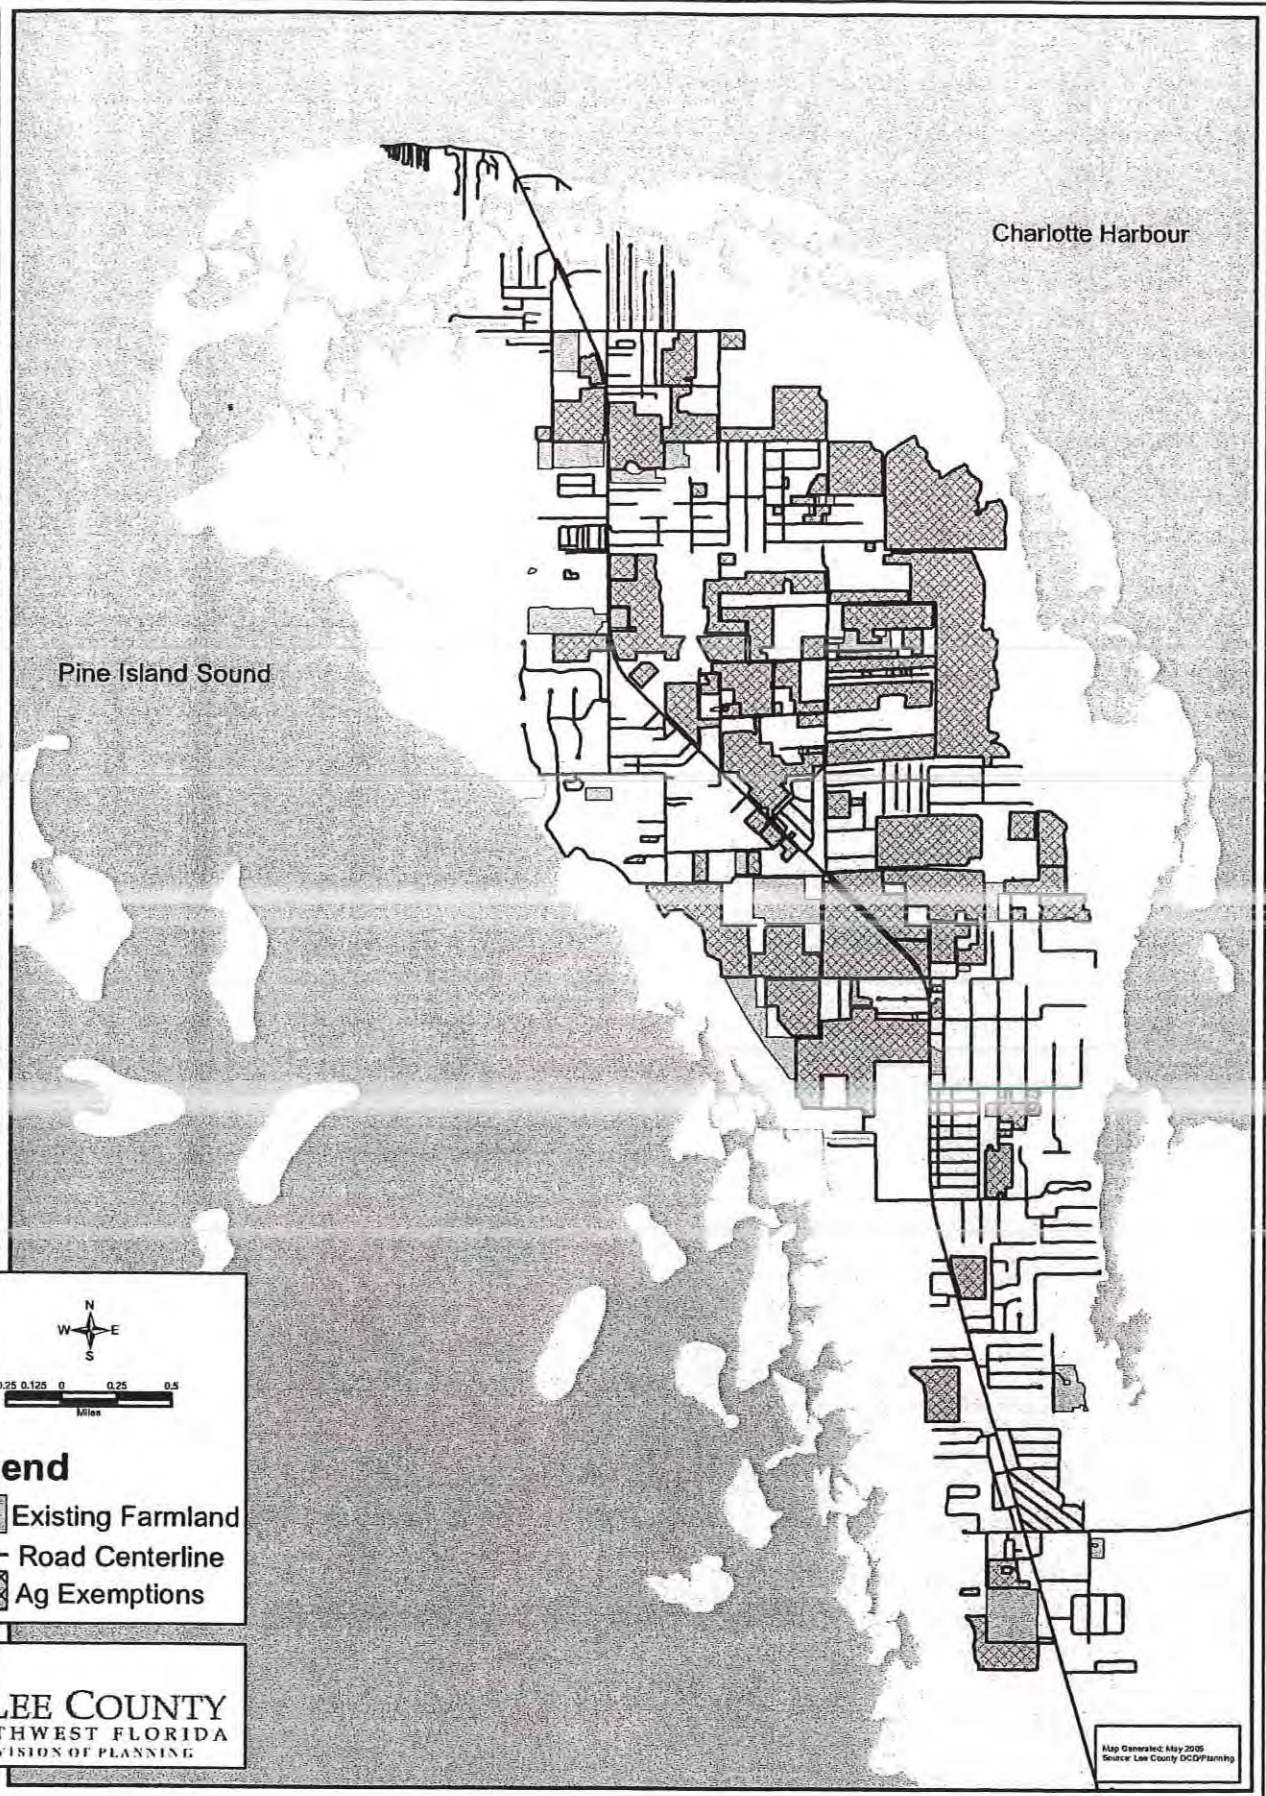 Charlotte Harbour
Pine Island Sound
N
W E
S
0.25 0.125 0 0.25 0.5
Miles
end
Existing Farmland
Road Centerline
Ag Exemptions
LEE COUNTY
THWEST FLORIDA
VISION OF PLANNING
Map Generated: May 2005
Source: Lee County DCD/Planning